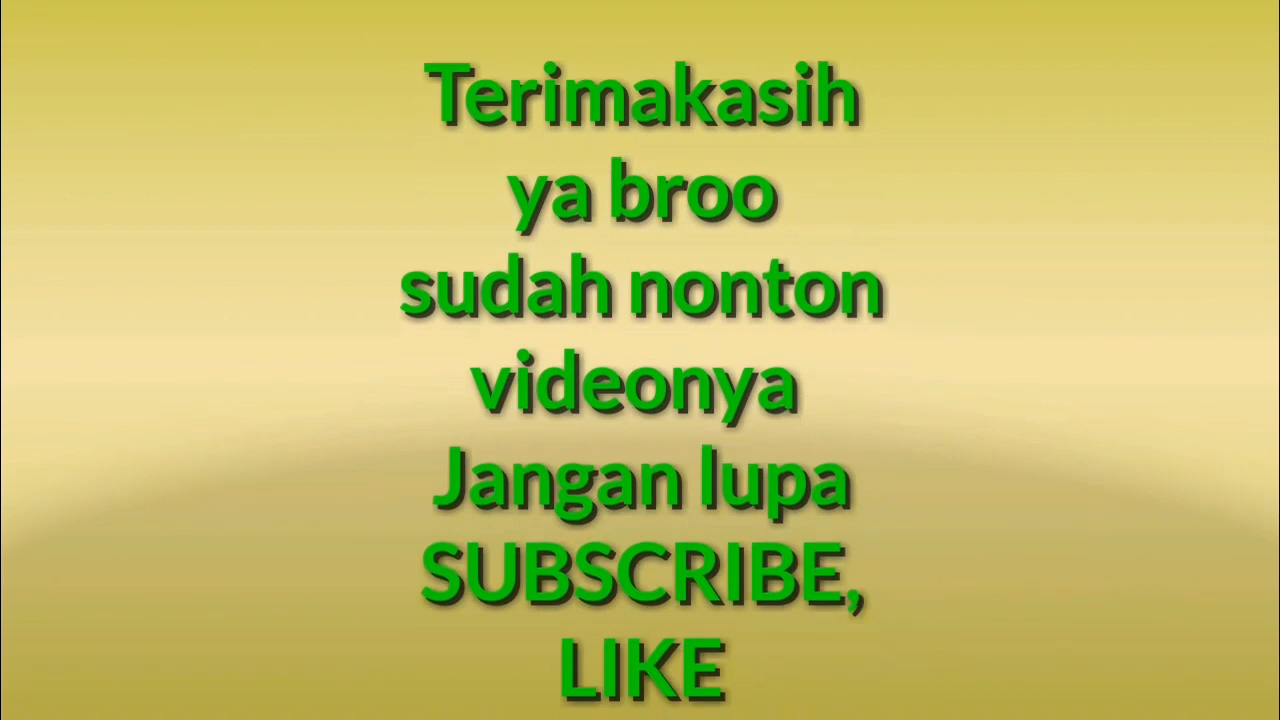 Terimakasih
ya broo
sudah nonton
videonya
Jangan lupa
SUBSCRIBE,
LIKE